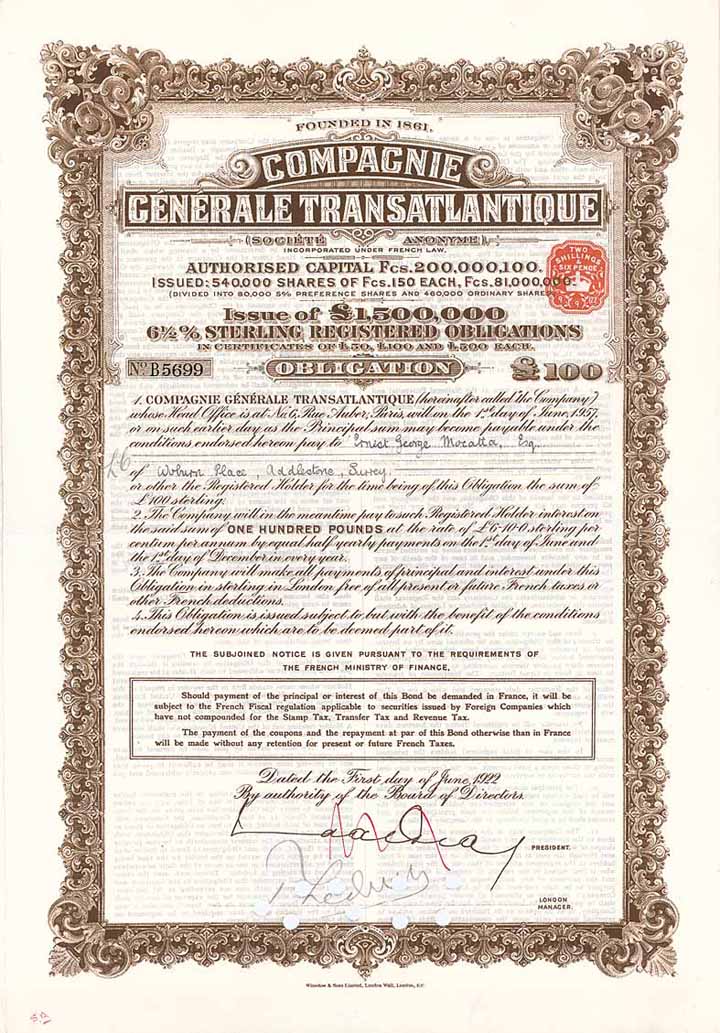 FOUNDED IN 1861.
COMPAGNIE
GÉNÉRALE TRANSATLANTIQUE
(SOCIÉTÉ ANONYME)
INCORPORATED UNDER FRENCH LAW.
AUTHORISED CAPITAL Fcs.200,000,100.
ISSUED: 540,000 SHARES OF Fcs.150 EACH, Fcs.81,000,000.
(DIVIDED INTO 80,000 5% PREFERENCE SHARES AND 460,000 ORDINARY SHARES)
TWO
SHILLINGS
&
SIX PENCE
Issue of £1,500,000
6½% STERLING REGISTERED OBLIGATIONS
IN CERTIFICATES OF £50, £100 AND £500 EACH.
No. B5699
OBLIGATION
£100
1. COMPAGNIE GÉNÉRALE TRANSATLANTIQUE (hereinafter called "the Company")
whose Head Office is at No. 6, Rue Auber, Paris, will on the 1st day of June, 1957,
or on such earlier day as the Principal sum may become payable under the
conditions endorsed hereon pay to Ernest George Mocatta, Esq.
of Woburn Place, Addlestone, Surrey.
or other the Registered Holder for the time being of this Obligation the sum of
£100 sterling.
2. The Company will in the meantime pay to such Registered Holder interest on
the said sum of ONE HUNDRED POUNDS at the rate of £6-10-0 sterling per
centum per annum by equal half yearly payments on the 1st day of June and
the 1st day of December in every year.
3. The Company will make all payments of principal and interest under this
Obligation in sterling in London free of all present or future French taxes or
other French deductions.
4. This Obligation is issued subject to, but with the benefit of the conditions
endorsed hereon which are to be deemed part of it.
THE SUBJOINED NOTICE IS GIVEN PURSUANT TO THE REQUIREMENTS OF
THE FRENCH MINISTRY OF FINANCE.
Should payment of the principal or interest of this Bond be demanded in France, it will be
subject to the French Fiscal regulation applicable to securities issued by Foreign Companies which
have not compounded for the Stamp Tax, Transfer Tax and Revenue Tax.
The payment of the coupons and the repayment at par of this Bond otherwise than in France
will be made without any retention for present or future French Taxes.
Dated the First day of June, 1922
By authority of the Board of Directors.
PRESIDENT.
LONDON
MANAGER.
Waterlow & Sons Limited, London Wall, London, E.C.